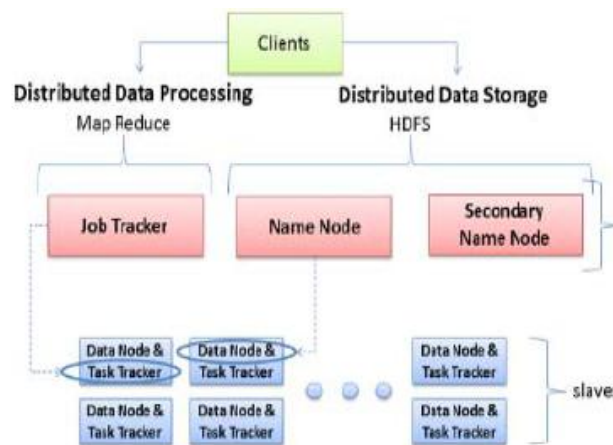 Clients
Distributed Data Processing
Map Reduce
Distributed Data Storage
HDFS
Job Tracker
Name Node
Secondary
Name Node
Data Node &
Task Tracker
Data Node &
Task Tracker
Data Node &
Task Tracker
Data Node &
Task Tracker
Data Node &
Task Tracker
Data Node &
Task Tracker
slave